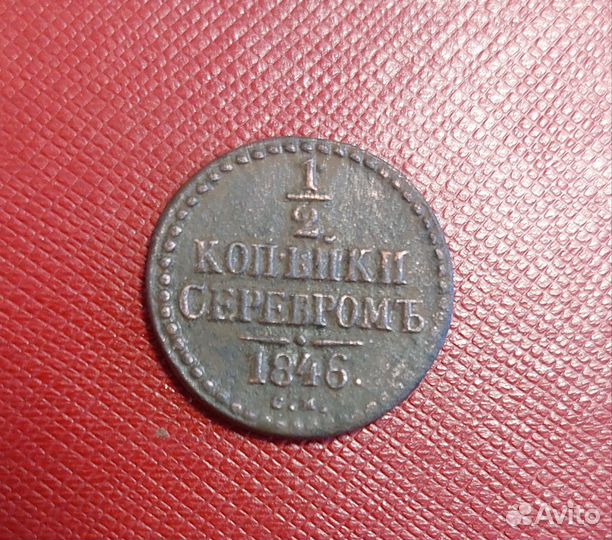 1
2
КОПѢЙКИ
СЕРЕБРОМЪ
1846.
С.М.
Avito